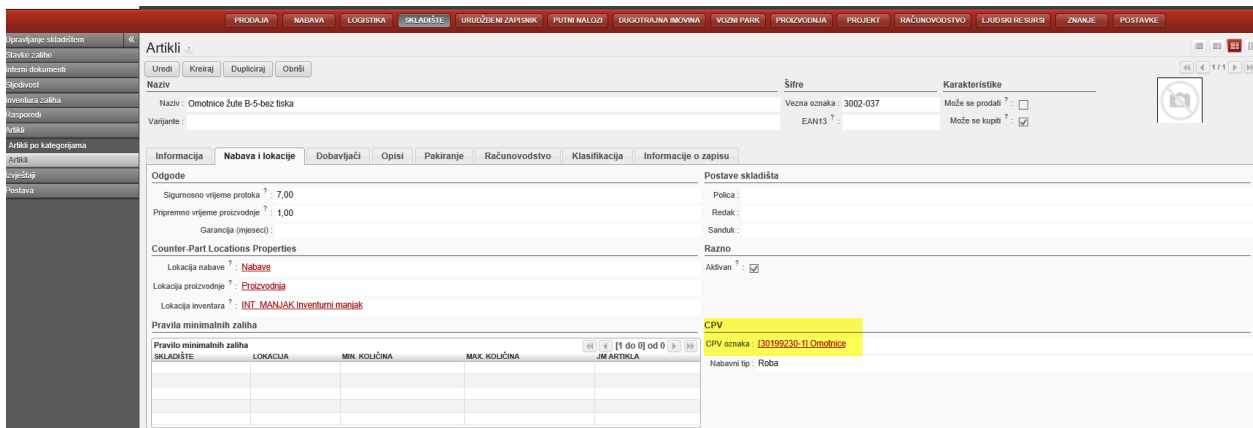 PRODAJA NABAVA LOGISTIKA SKLADIŠTE URUDŽBENI ZAPISNIK PUTNI NALOZI DUGOTRAJNA IMOVINA VOZNI PARK PROIZVODNJA PROJEKT RAČUNOVODSTVO LJUDSKI RESURSI ZNANJE POSTAVKE
Upravljanje skladištem «
Stavke zalihe
Interni dokumenti
Sljedivost
Inventura zaliha
Rasporedi
Artikli
Artikli po kategorijama
Artikli
Izvještaji
Postava
Artikli ?
Uredi Kreiraj Dupliciraj Obriši 1 / 1
Naziv Šifre Karakteristike
Naziv : Omotnice žute B-5-bez tiska Vezna oznaka : 3002-037 Može se prodati ? :
Varijante : EAN13 ? : Može se kupiti ? :
Informacija Nabava i lokacije Dobavljači Opisi Pakiranje Računovodstvo Klasifikacija Informacije o zapisu
Odgode Postave skladišta
Sigurnosno vrijeme protoka ? : 7,00 Polica :
Pripremno vrijeme proizvodnje ? : 1,00 Redak :
Garancija (mjeseci) : Sanduk :
Counter-Part Locations Properties Razno
Lokacija nabave ? : Nabave Aktivan ? :
Lokacija proizvodnje ? : Proizvodnja
Lokacija inventara ? : INT_MANJAK Inventurni manjak
Pravila minimalnih zaliha CPV
Pravilo minimalnih zaliha [1 do 0] od 0 CPV oznaka : [30199230-1] Omotnice
SKLADIŠTE LOKACIJA MIN. KOLIČINA MAX. KOLIČINA JM ARTIKLA
Nabavni tip : Roba